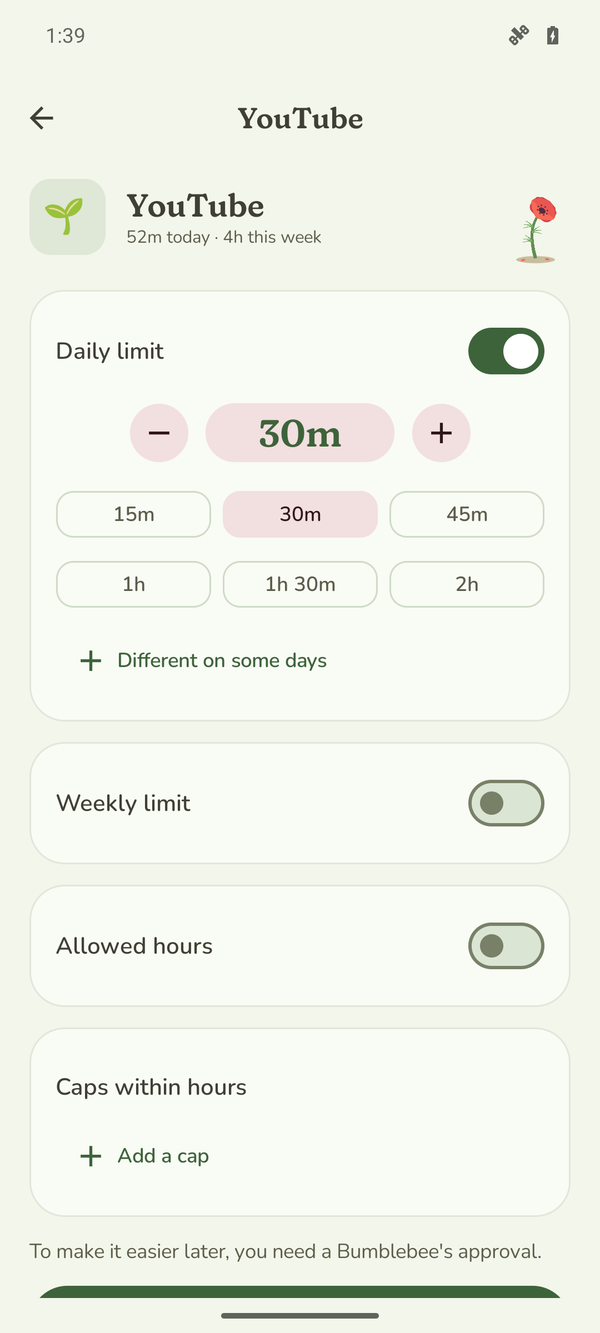 1:39
YouTube
YouTube
52m today · 4h this week
Daily limit
30m
15m
30m
45m
1h
1h 30m
2h
Different on some days
Weekly limit
Allowed hours
Caps within hours
Add a cap
To make it easier later, you need a Bumblebee's approval.